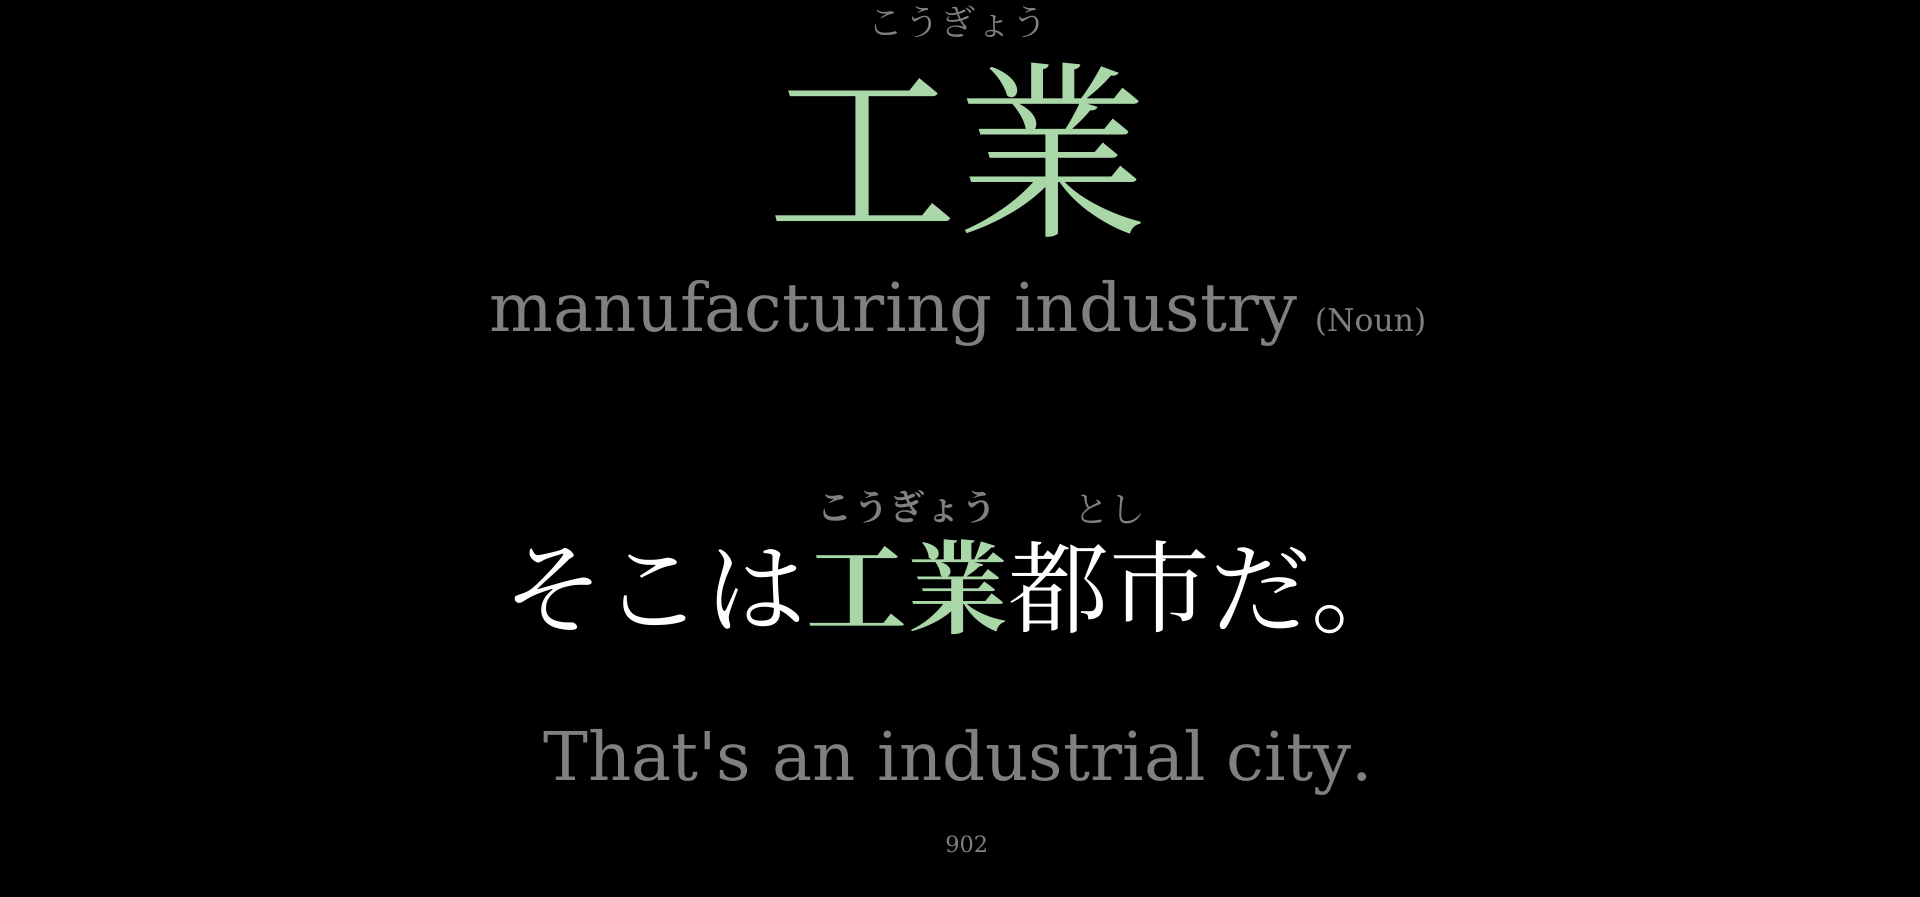 こうぎょう
工業
manufacturing industry (Noun)
こうぎょう とし
そこは工業都市だ。
That's an industrial city.
902